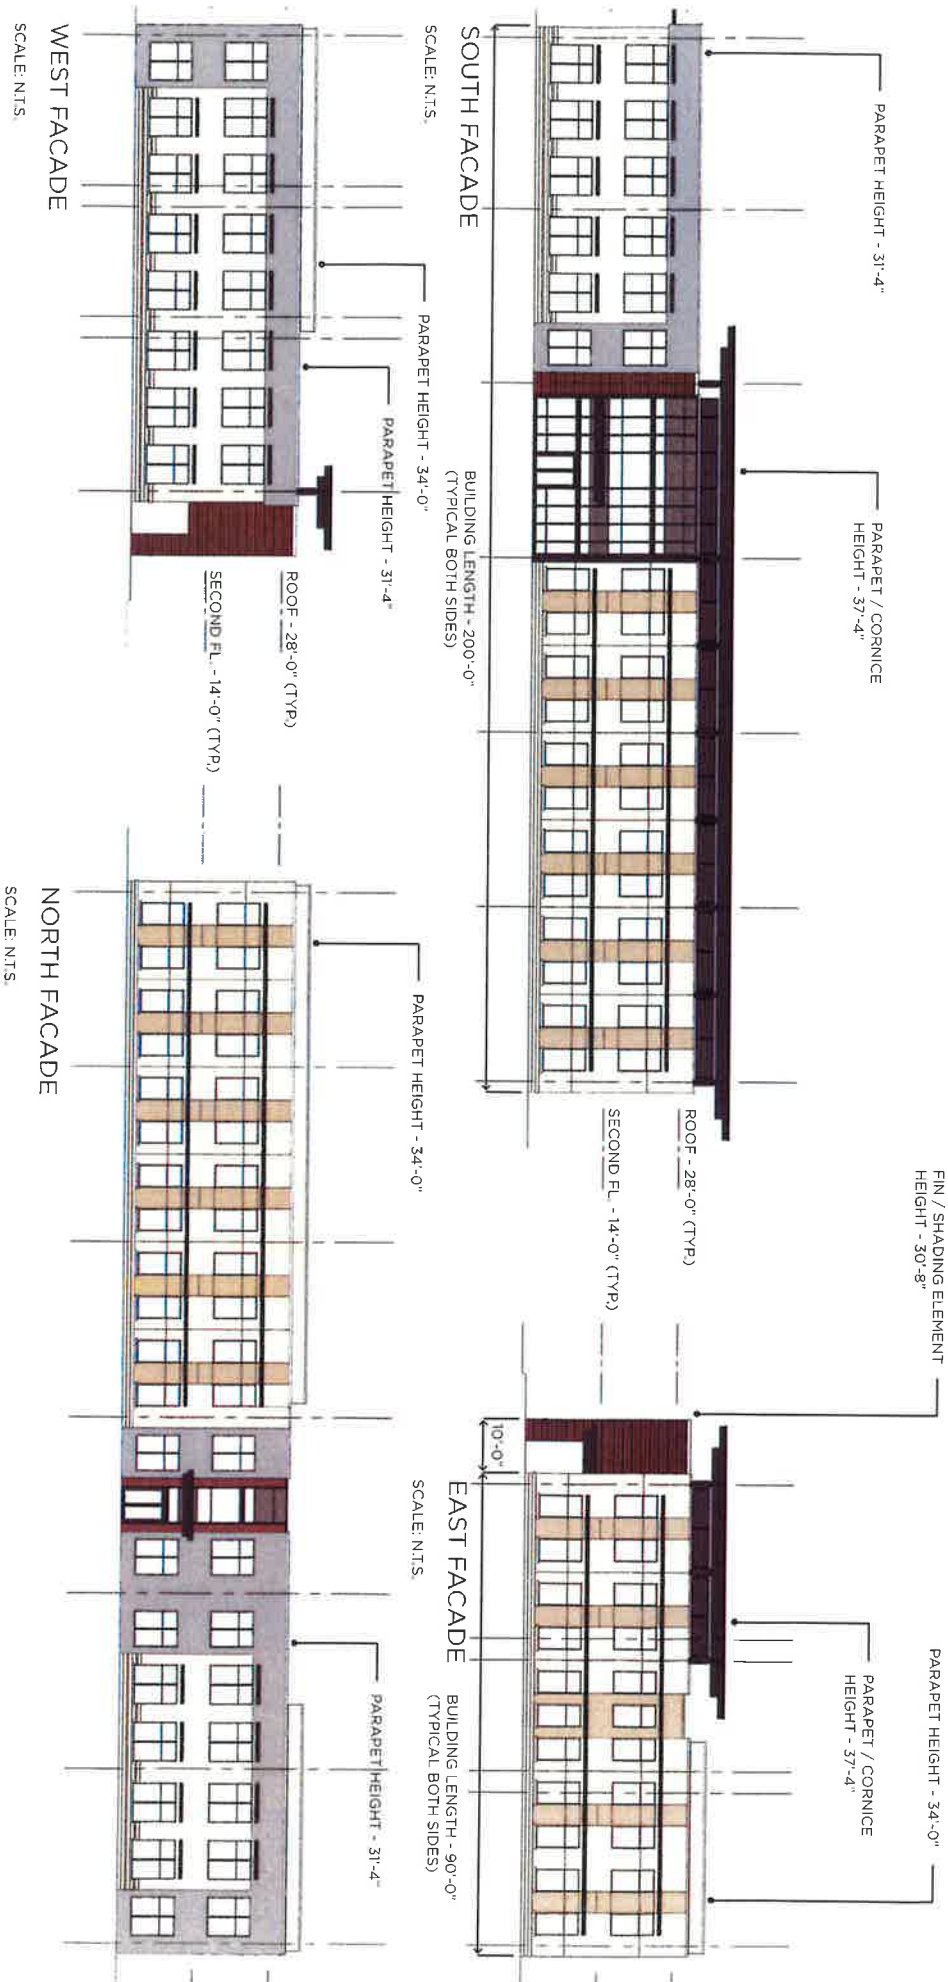 PARAPET HEIGHT - 31'-4"
PARAPET / CORNICE
HEIGHT - 37'-4"
BUILDING LENGTH - 200'-0"
(TYPICAL BOTH SIDES)
ROOF - 28'-0" (TYP.)
SECOND FL. - 14'-0" (TYP.)
SOUTH FACADE
SCALE: N.T.S.
FIN / SHADING ELEMENT
HEIGHT - 30'-8"
PARAPET / CORNICE
HEIGHT - 37'-4"
PARAPET HEIGHT - 34'-0"
10'-0"
BUILDING LENGTH - 90'-0"
(TYPICAL BOTH SIDES)
EAST FACADE
SCALE: N.T.S.
PARAPET HEIGHT - 34'-0"
PARAPET HEIGHT - 31'-4"
ROOF - 28'-0" (TYP.)
SECOND FL. - 14'-0" (TYP.)
WEST FACADE
SCALE: N.T.S.
PARAPET HEIGHT - 34'-0"
PARAPET HEIGHT - 31'-4"
NORTH FACADE
SCALE: N.T.S.